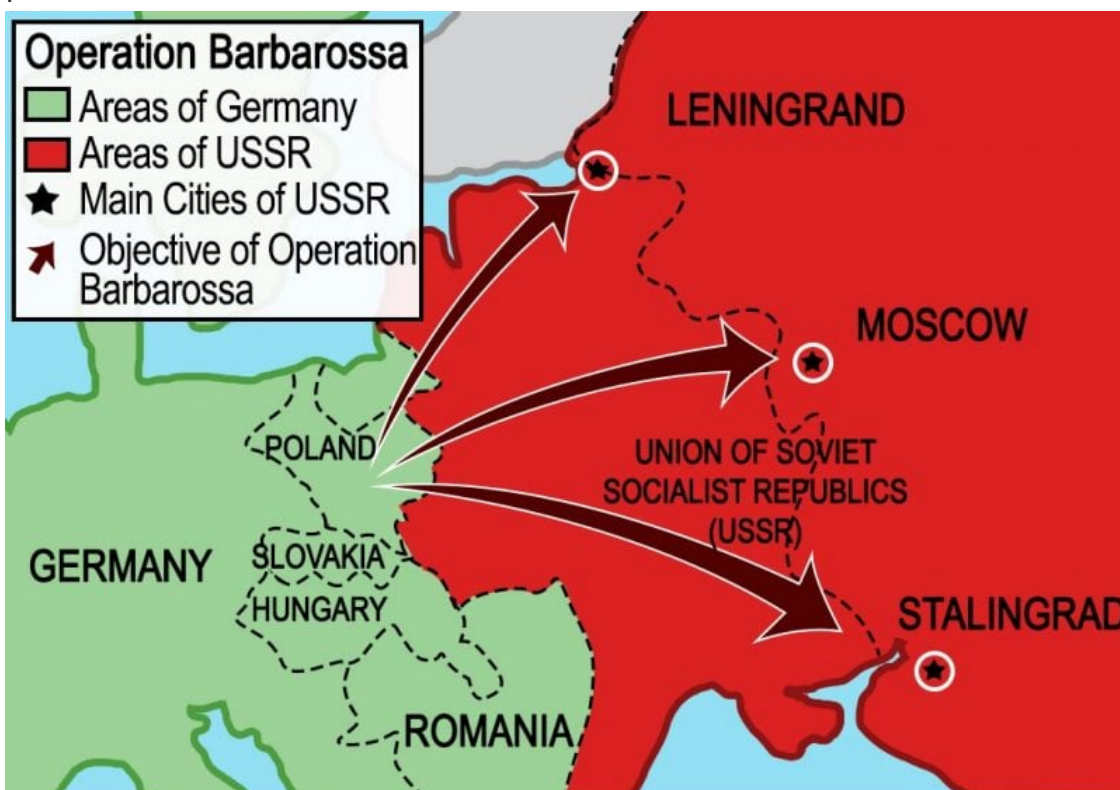 Operation Barbarossa
Areas of Germany
Areas of USSR
Main Cities of USSR
Objective of Operation
Barbarossa
LENINGRAND
MOSCOW
POLAND
UNION OF SOVIET
SOCIALIST REPUBLICS
(USSR)
GERMANY
SLOVAKIA
HUNGARY
STALINGRAD
ROMANIA